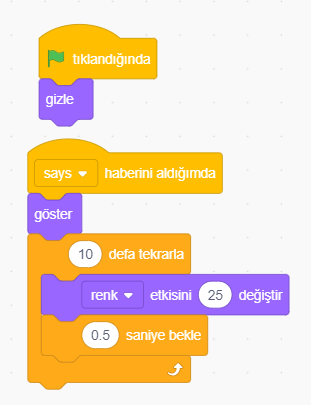 tıklandığında
gizle
says haberini aldığımda
göster
10 defa tekrarla
renk etkisini 25 değiştir
0.5 saniye bekle